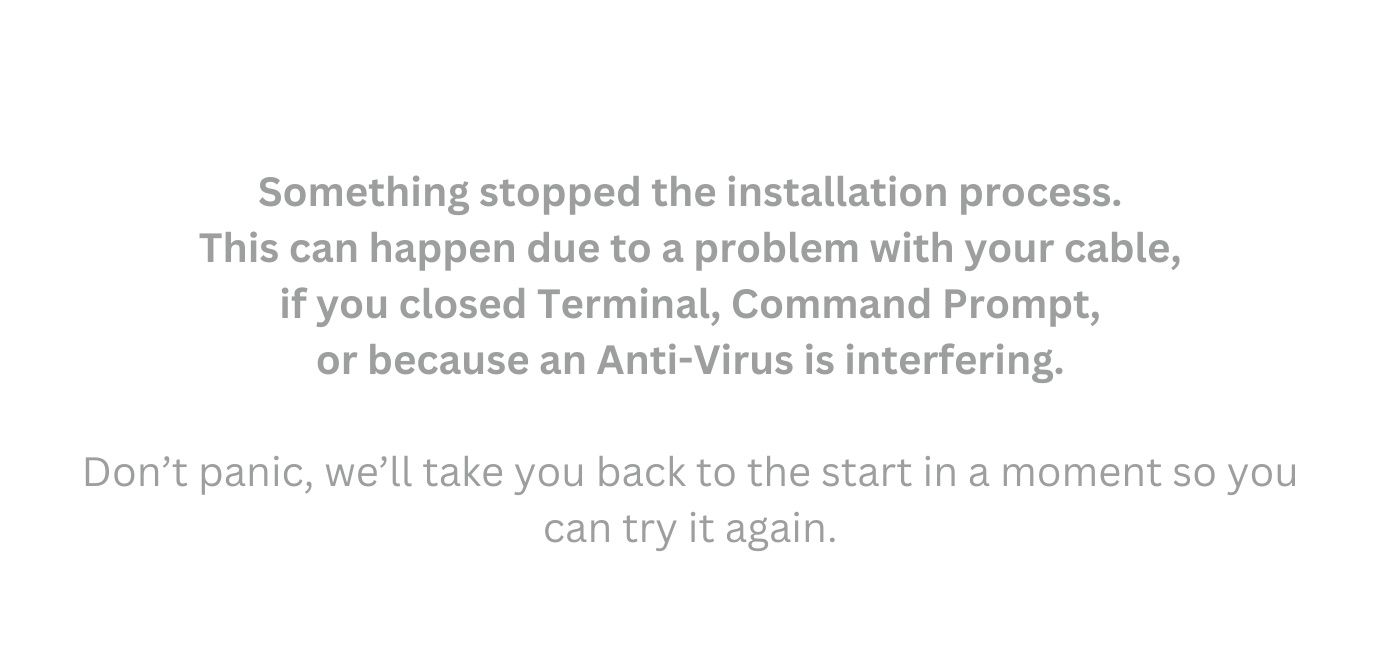 Something stopped the installation process.
This can happen due to a problem with your cable,
if you closed Terminal, Command Prompt,
or because an Anti-Virus is interfering.
Don’t panic, we’ll take you back to the start in a moment so you
can try it again.